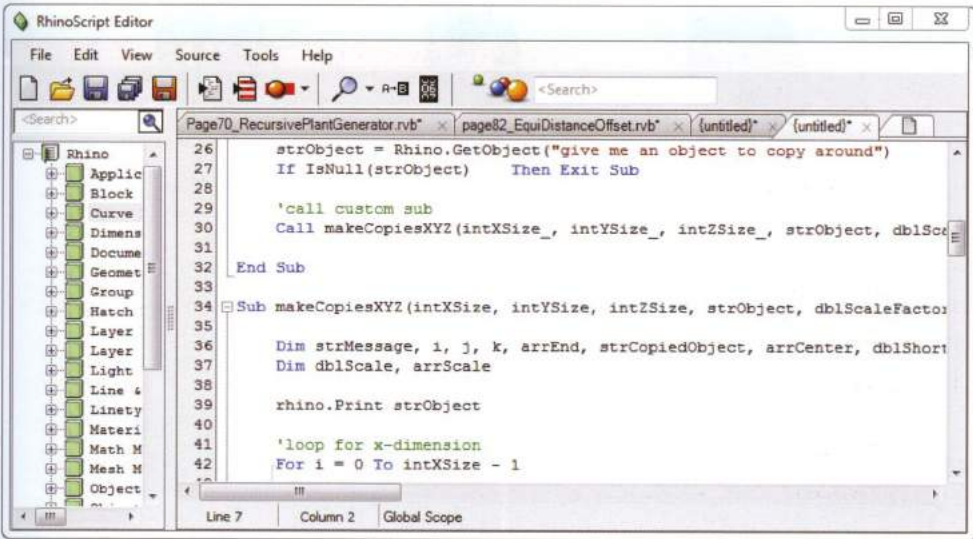 RhinoScript Editor
File Edit View Source Tools Help
A→B
<Search>
<Search>
Page70_RecursivePlantGenerator.rvb* × page82_EquiDistanceOffset.rvb* × {untitled}* × {untitled}* ×
Rhino
Applic
Block
Curve
Dimens
Docume
Geomet
Group
Hatch
Layer
Layer
Light
Line &
Linety
Materi
Math M
Mesh M
Object
26 strObject = Rhino.GetObject("give me an object to copy around")
27 If IsNull(strObject) Then Exit Sub
28
29 'call custom sub
30 Call makeCopiesXYZ(intXSize_, intYSize_, intZSize_, strObject, dblSca
31
32 End Sub
33
34 Sub makeCopiesXYZ(intXSize, intYSize, intZSize, strObject, dblScaleFactor
35
36 Dim strMessage, i, j, k, arrEnd, strCopiedObject, arrCenter, dblShort
37 Dim dblScale, arrScale
38
39 rhino.Print strObject
40
41 'loop for x-dimension
42 For i = 0 To intXSize - 1
Line 7 Column 2 Global Scope